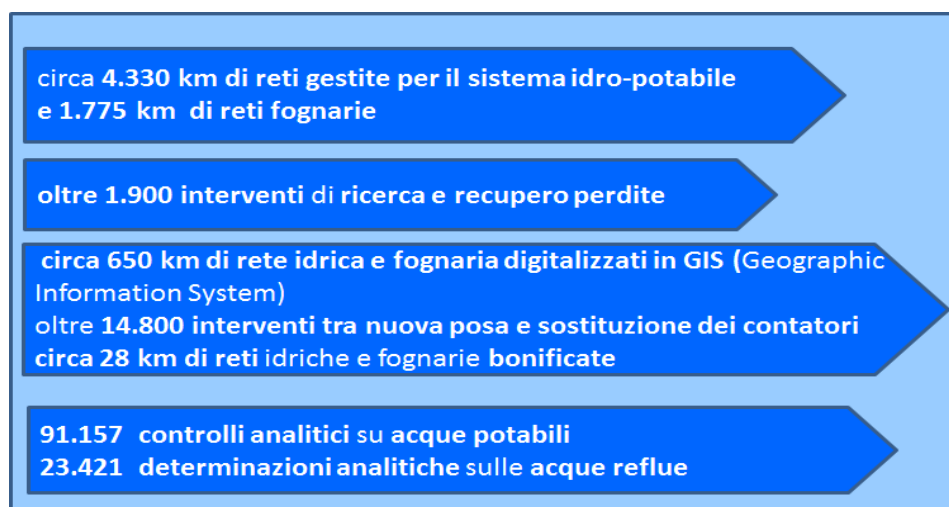 circa 4.330 km di reti gestite per il sistema idro-potabile
e 1.775 km di reti fognarie
oltre 1.900 interventi di ricerca e recupero perdite
circa 650 km di rete idrica e fognaria digitalizzati in GIS (Geographic
Information System)
oltre 14.800 interventi tra nuova posa e sostituzione dei contatori
circa 28 km di reti idriche e fognarie bonificate
91.157 controlli analitici su acque potabili
23.421 determinazioni analitiche sulle acque reflue